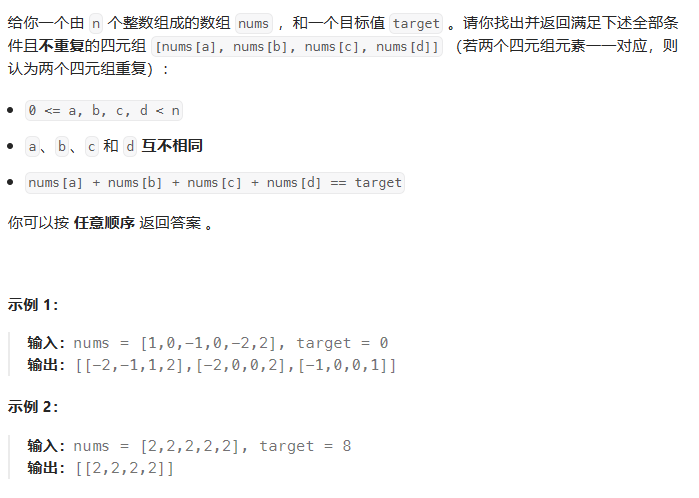 给你一个由 n 个整数组成的数组 nums ，和一个目标值 target 。请你找出并返回满足下述全部条
件且不重复的四元组 [nums[a], nums[b], nums[c], nums[d]] （若两个四元组元素一一对应，则
认为两个四元组重复）：
• 0 <= a, b, c, d < n
• a、b、c 和 d 互不相同
• nums[a] + nums[b] + nums[c] + nums[d] == target
你可以按 任意顺序 返回答案 。
示例 1：
输入：nums = [1,0,-1,0,-2,2], target = 0
输出：[[-2,-1,1,2],[-2,0,0,2],[-1,0,0,1]]
示例 2：
输入：nums = [2,2,2,2,2], target = 8
输出：[[2,2,2,2]]